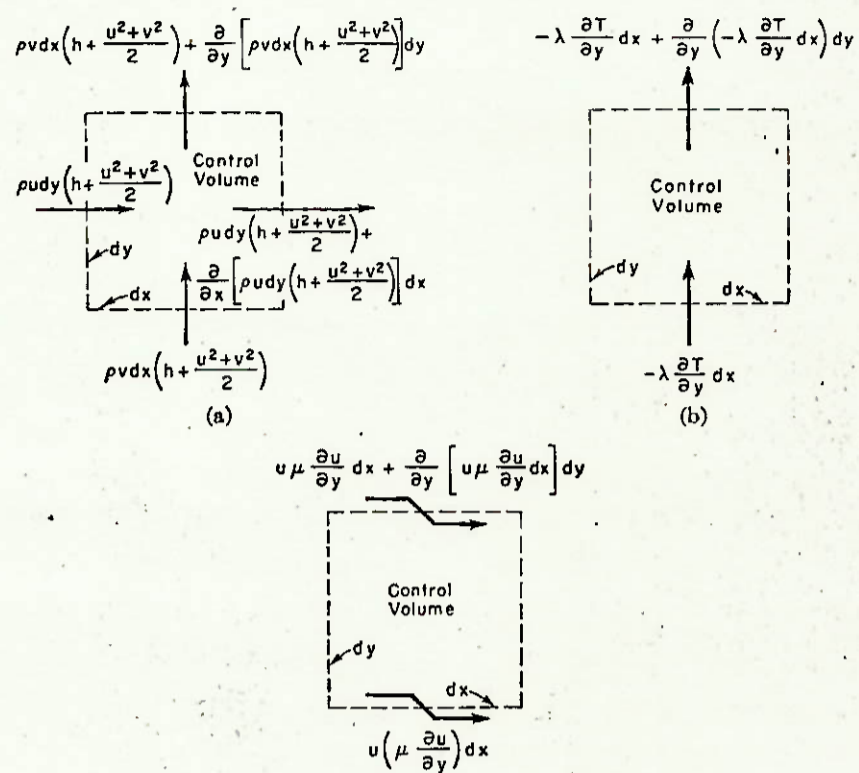 ρvdx(h + (u²+v²)/2) + ∂/∂y [ρvdx(h + (u²+v²)/2)]dy
Control
Volume
ρudy(h + (u²+v²)/2)
ρudy(h + (u²+v²)/2) +
dy
∂/∂x [ρudy(h + (u²+v²)/2)]dx
dx
ρvdx(h + (u²+v²)/2)
(a)
-λ ∂T/∂y dx + ∂/∂y (-λ ∂T/∂y dx) dy
Control
Volume
dy
dx
-λ ∂T/∂y dx
(b)
uμ ∂u/∂y dx + ∂/∂y [uμ ∂u/∂y dx] dy
Control
Volume
dy
dx
u(μ ∂u/∂y)dx